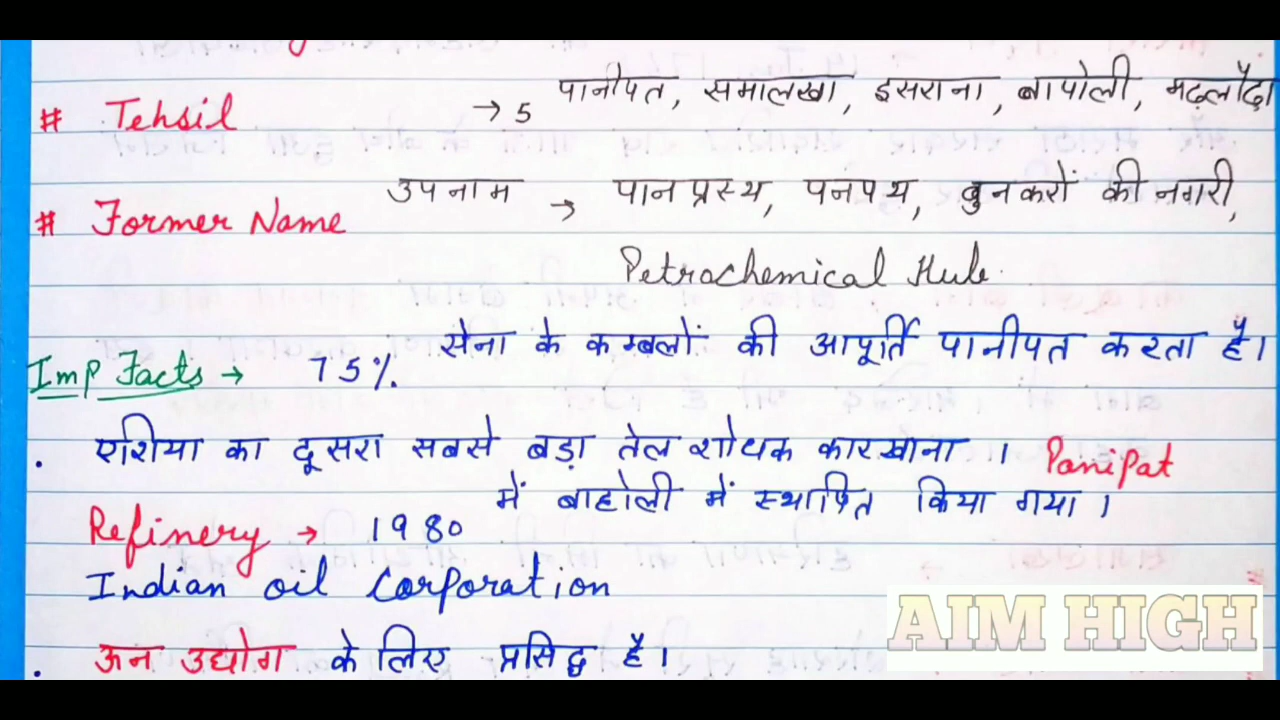 # Tehsil → 5 पानीपत, समालखा, इसराना, बापोली, मदलौढा
# Former Name उपनाम → पानप्रस्थ, पनपथ, बुनकरों की नगरी,
Petrachemical Hub.
Imp Facts → 75% सेना के कम्बलों की आपूर्ति पानीपत करता है।
. एशिया का दूसरा सबसे बड़ा तेल शोधक कारखाना । Panipat
Refinery → 1980 में बाहोली में स्थापित किया गया ।
Indian oil Corporation
. ऊन उद्योग के लिए प्रसिद्ध है।
AIM HIGH